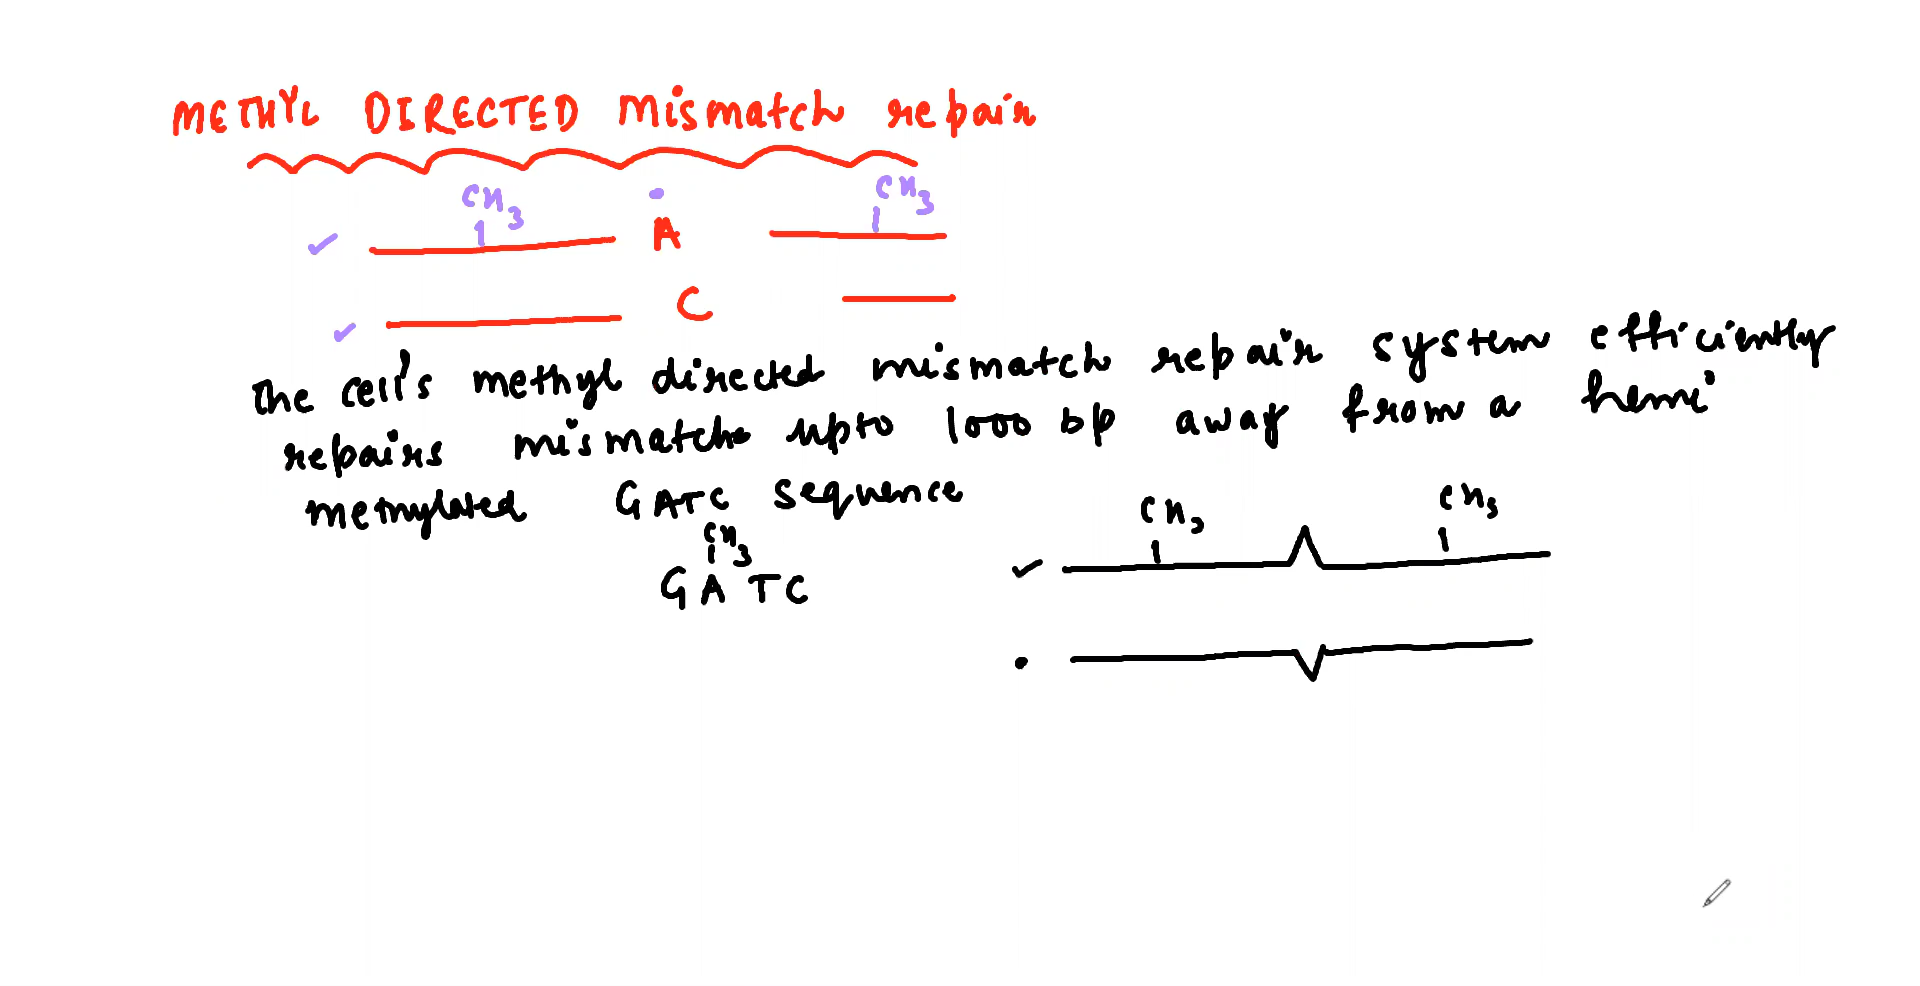 METHYL DIRECTED Mismatch repair
CH3 CH3
A
C
The cell's methyl directed mismatch repair system efficiently
repairs mismatchs upto 1000 bp away from a hemi
methylated GATC sequence
CH3
GATC
CH3 CH3